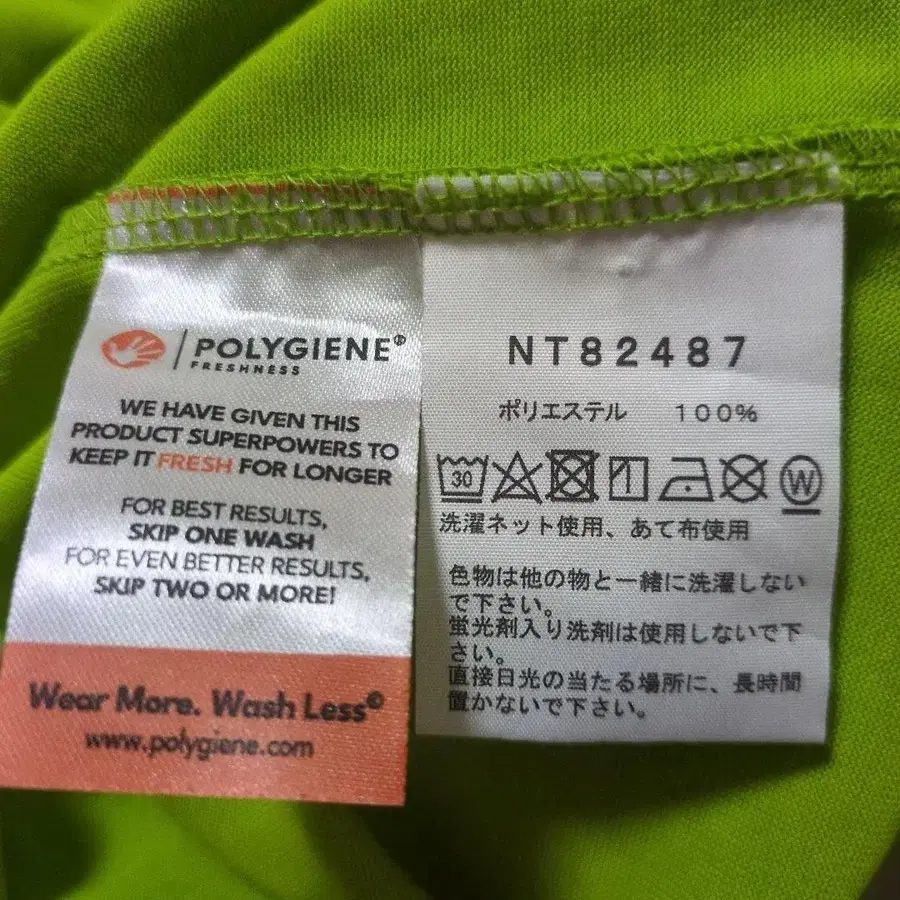 POLYGIENE®
FRESHNESS
WE HAVE GIVEN THIS
PRODUCT SUPERPOWERS TO
KEEP IT FRESH FOR LONGER
FOR BEST RESULTS,
SKIP ONE WASH
FOR EVEN BETTER RESULTS,
SKIP TWO OR MORE!
Wear More. Wash Less©
www.polygiene.com
NT82487
ポリエステル 100%
30 W
洗濯ネット使用、あて布使用
色物は他の物と一緒に洗濯しない
で下さい。
蛍光剤入り洗剤は使用しないで下
さい。
直接日光の当たる場所に、長時間
置かないで下さい。